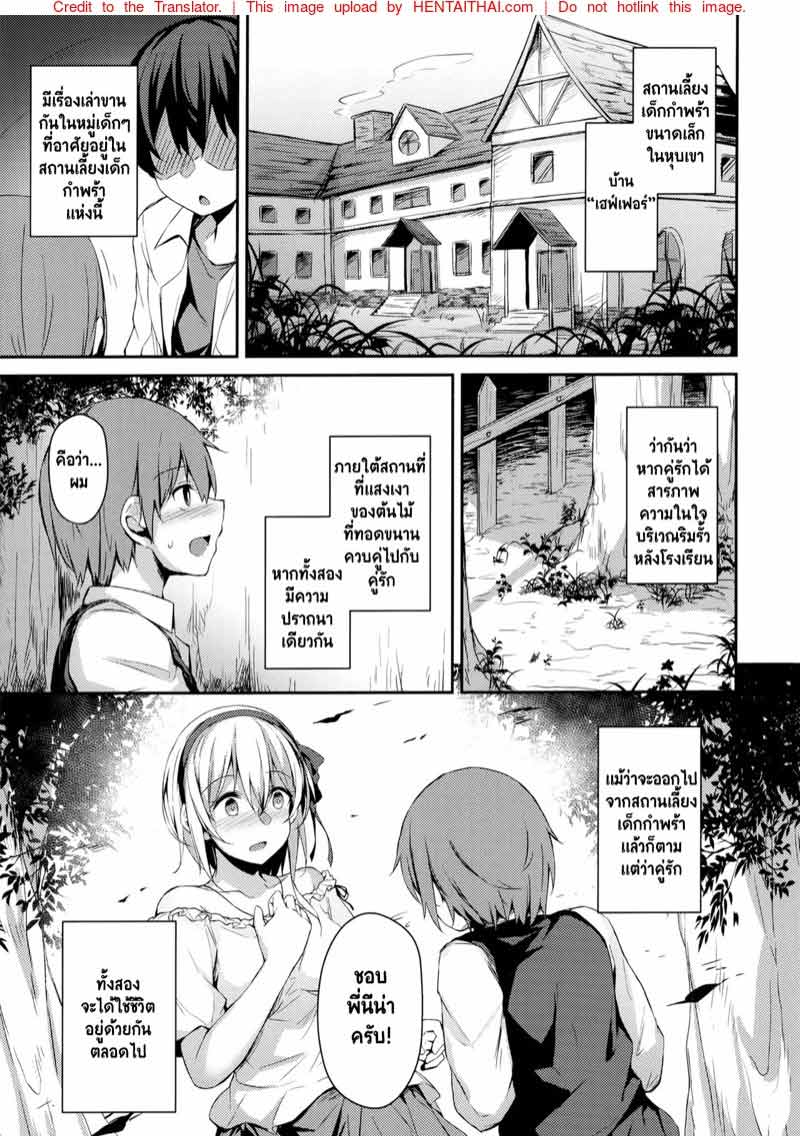 Credit to the Translator. | This image upload by HENTAITHAI.com | Do not hotlink this image.
สถานเลี้ยง
เด็กกำพร้า
ขนาดเล็ก
ในหุบเขา
บ้าน
“เฮฟเฟอร์”
มีเรื่องเล่าขาน
กันในหมู่เด็กๆ
ที่อาศัยอยู่ใน
สถานเลี้ยงเด็ก
กำพร้า
แห่งนี้
ว่ากันว่า
หากคู่รักได้
สารภาพ
ความในใจ
บริเวณริมรั้ว
หลังโรงเรียน
ภายใต้สถานที่
ที่แสงเงา
ของต้นไม้
ที่ทอดขนาน
ควบคู่ไปกับ
คู่รัก
หากทั้งสอง
มีความ
ปราถนา
เดียวกัน
คือว่า...
ผม
แม้ว่าจะออกไป
จากสถานเลี้ยง
เด็กกำพร้า
แล้วก็ตาม
แต่ว่าคู่รัก
ชอบ
พี่นีน่า
ครับ!
ทั้งสอง
จะได้ใช้ชีวิต
อยู่ด้วยกัน
ตลอดไป